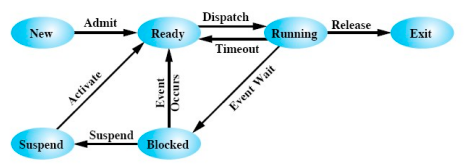 Admit
Dispatch
Release
New
Ready
Running
Exit
Timeout
Activate
Event
Occurs
Event Wait
Suspend
Suspend
Blocked